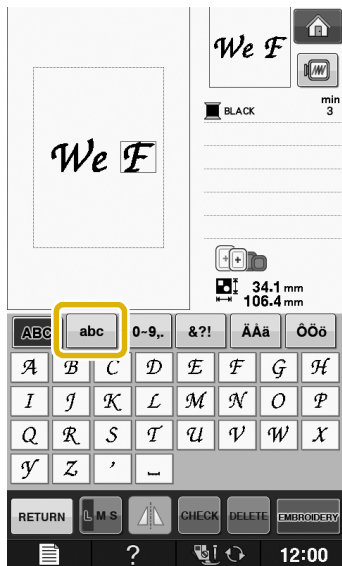 We F
min
BLACK 3
We F
34.1 mm
106.4 mm
ABC abc 0~9,. &?! ÄÅä ôÖö
A B C D E F G H
I J K L M N O P
Q R S T U V W X
Y Z ’ ⎵
RETURN L M S CHECK DELETE EMBROIDERY
? 12:00